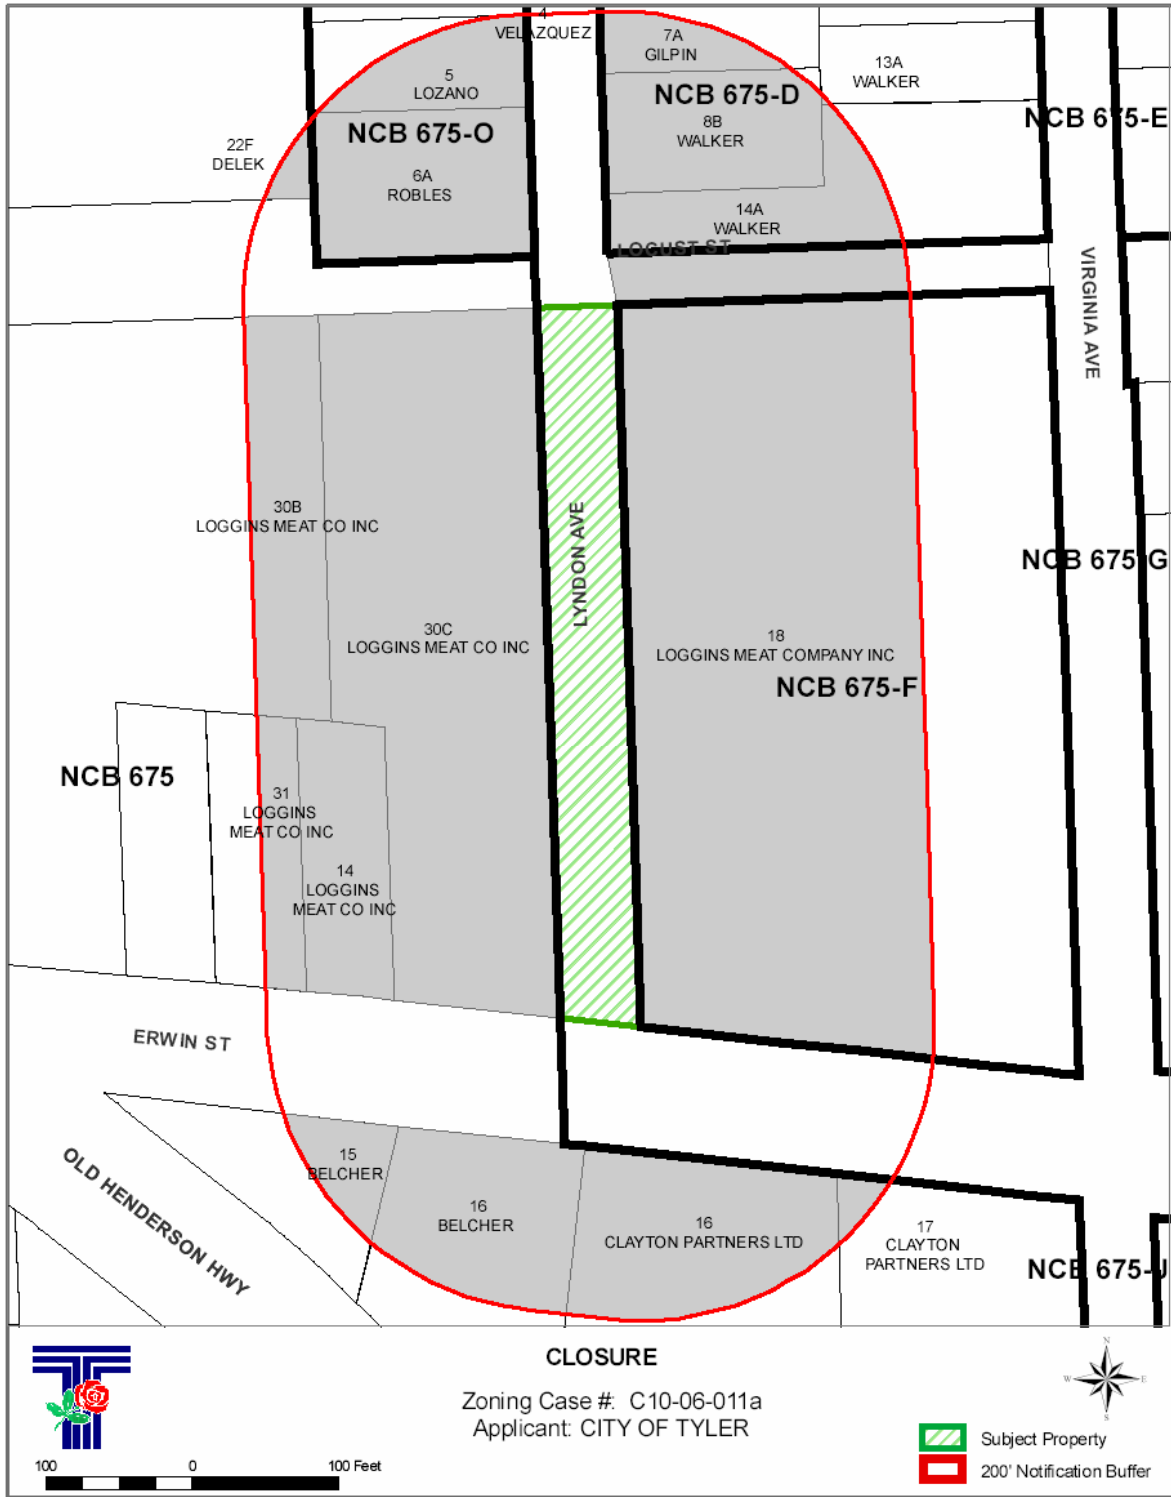 4
VELAZQUEZ
7A
GILPIN
13A
WALKER
5
LOZANO
NCB 675-D
NCB 675-E
8B
WALKER
NCB 675-O
22F
DELEK
6A
ROBLES
14A
WALKER
LOCUST ST
VIRGINIA AVE
30B
LOGGINS MEAT CO INC
LYNDON AVE
NCB 675-G
30C
LOGGINS MEAT CO INC
18
LOGGINS MEAT COMPANY INC
NCB 675-F
NCB 675
31
LOGGINS
MEAT CO INC
14
LOGGINS
MEAT CO INC
ERWIN ST
OLD HENDERSON HWY
15
BELCHER
16
BELCHER
16
CLAYTON PARTNERS LTD
17
CLAYTON
PARTNERS LTD
NCB 675-J
CLOSURE
Zoning Case #: C10-06-011a
Applicant: CITY OF TYLER
N
W E
S
Subject Property
200' Notification Buffer
100 0 100 Feet